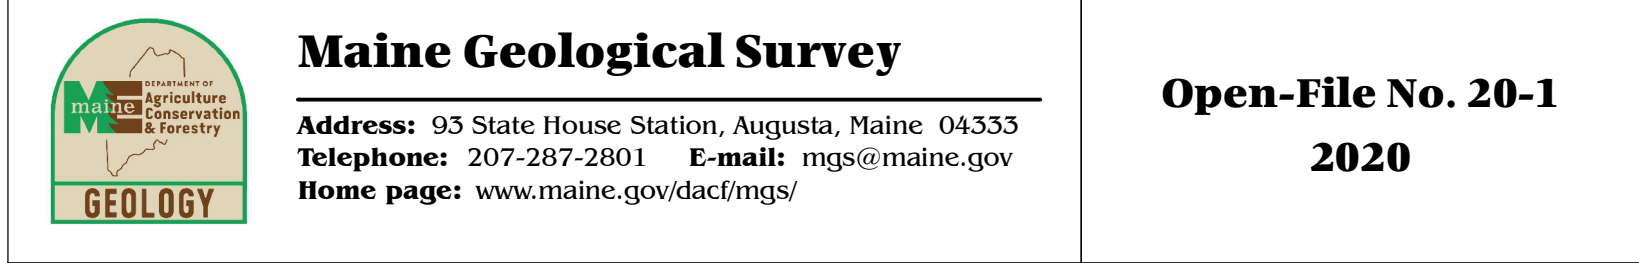 DEPARTMENT OF
maine
Agriculture
Conservation
& Forestry
GEOLOGY
Maine Geological Survey
Address: 93 State House Station, Augusta, Maine 04333
Telephone: 207-287-2801 E-mail: mgs@maine.gov
Home page: www.maine.gov/dacf/mgs/
Open-File No. 20-1
2020